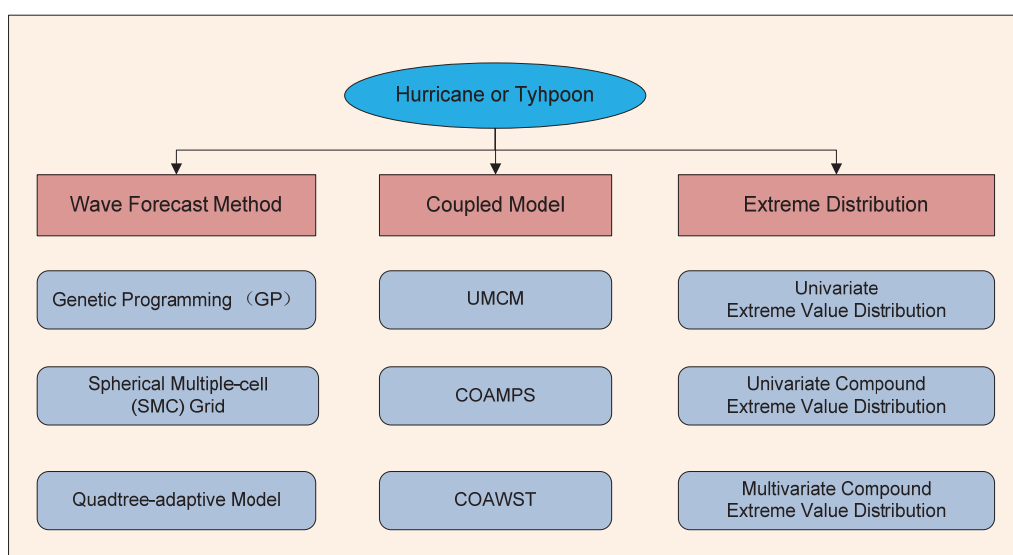 Hurricane or Tyhpoon
Wave Forecast Method
Coupled Model
Extreme Distribution
Genetic Programming （GP）
UMCM
Univariate
Extreme Value Distribution
Spherical Multiple-cell
(SMC) Grid
COAMPS
Univariate Compound
Extreme Value Distribution
Quadtree-adaptive Model
COAWST
Multivariate Compound
Extreme Value Distribution